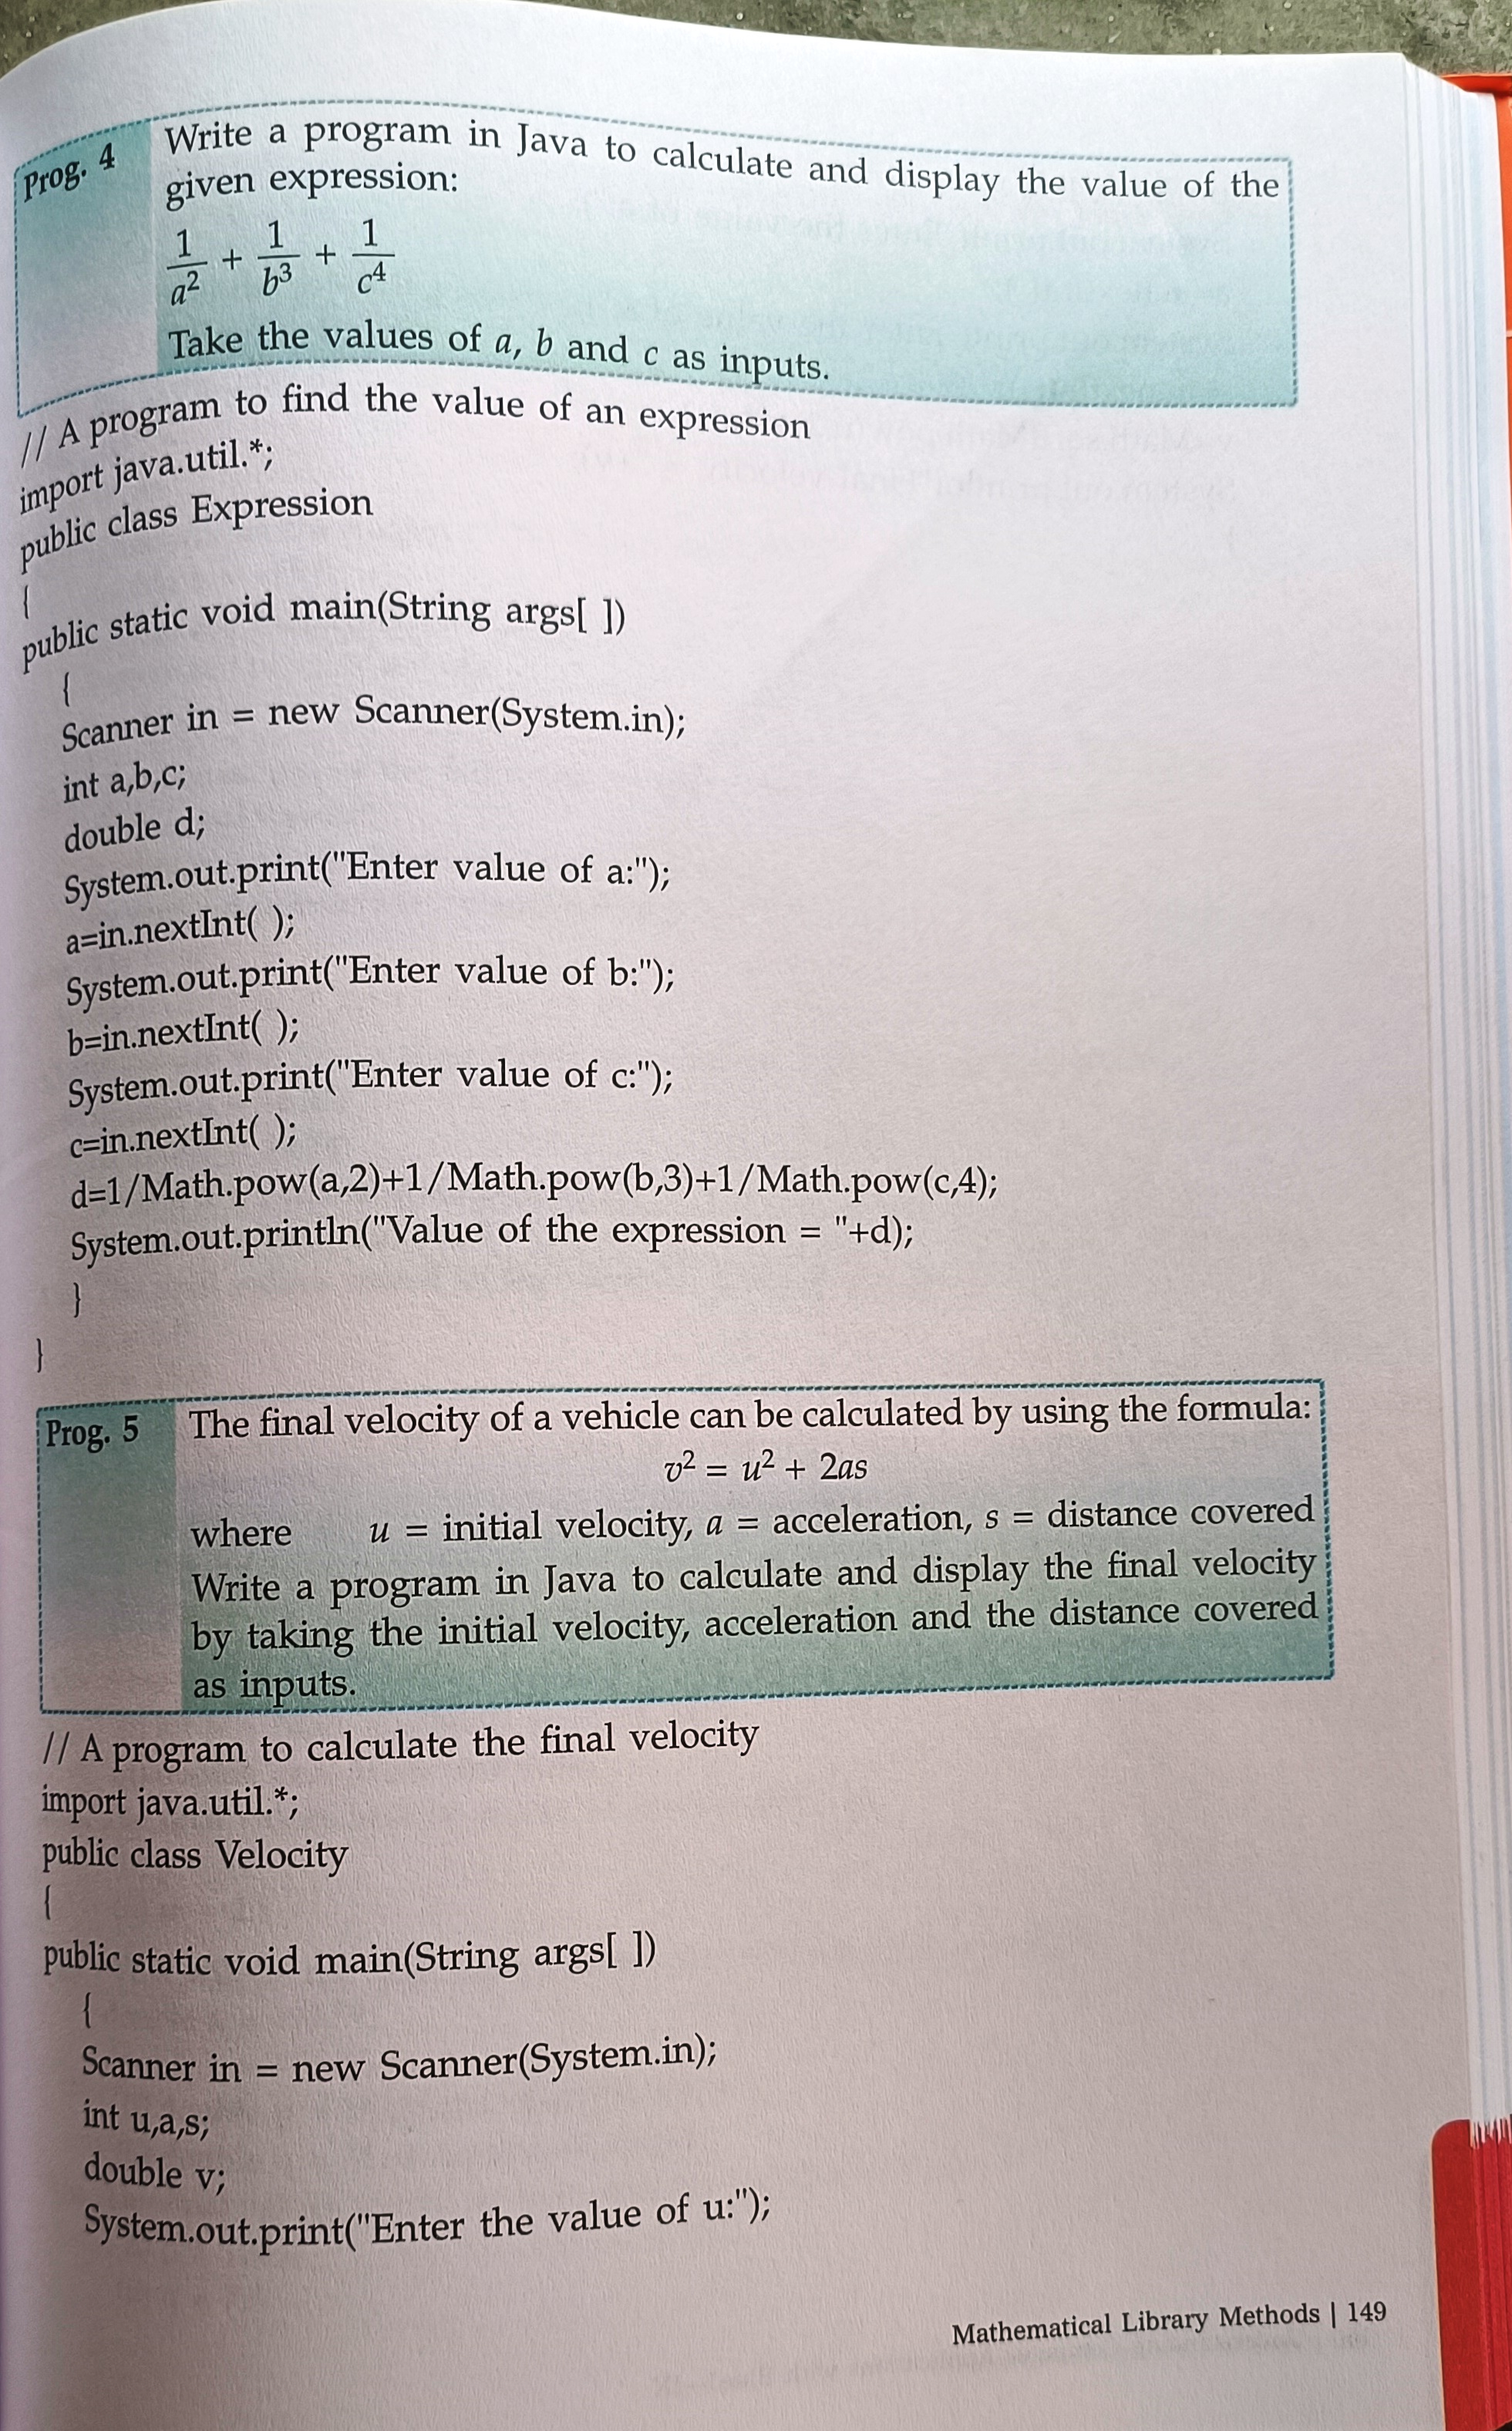 Prog. 4 Write a program in Java to calculate and display the value of the
given expression:
1/a² + 1/b³ + 1/c⁴
Take the values of a, b and c as inputs.
// A program to find the value of an expression
import java.util.*;
public class Expression
{
public static void main(String args[ ])
{
Scanner in = new Scanner(System.in);
int a,b,c;
double d;
System.out.print("Enter value of a:");
a=in.nextInt( );
System.out.print("Enter value of b:");
b=in.nextInt( );
System.out.print("Enter value of c:");
c=in.nextInt( );
d=1/Math.pow(a,2)+1/Math.pow(b,3)+1/Math.pow(c,4);
System.out.println("Value of the expression = "+d);
}
}
Prog. 5 The final velocity of a vehicle can be calculated by using the formula:
v² = u² + 2as
where u = initial velocity, a = acceleration, s = distance covered
Write a program in Java to calculate and display the final velocity
by taking the initial velocity, acceleration and the distance covered
as inputs.
// A program to calculate the final velocity
import java.util.*;
public class Velocity
{
public static void main(String args[ ])
{
Scanner in = new Scanner(System.in);
int u,a,s;
double v;
System.out.print("Enter the value of u:");
Mathematical Library Methods | 149